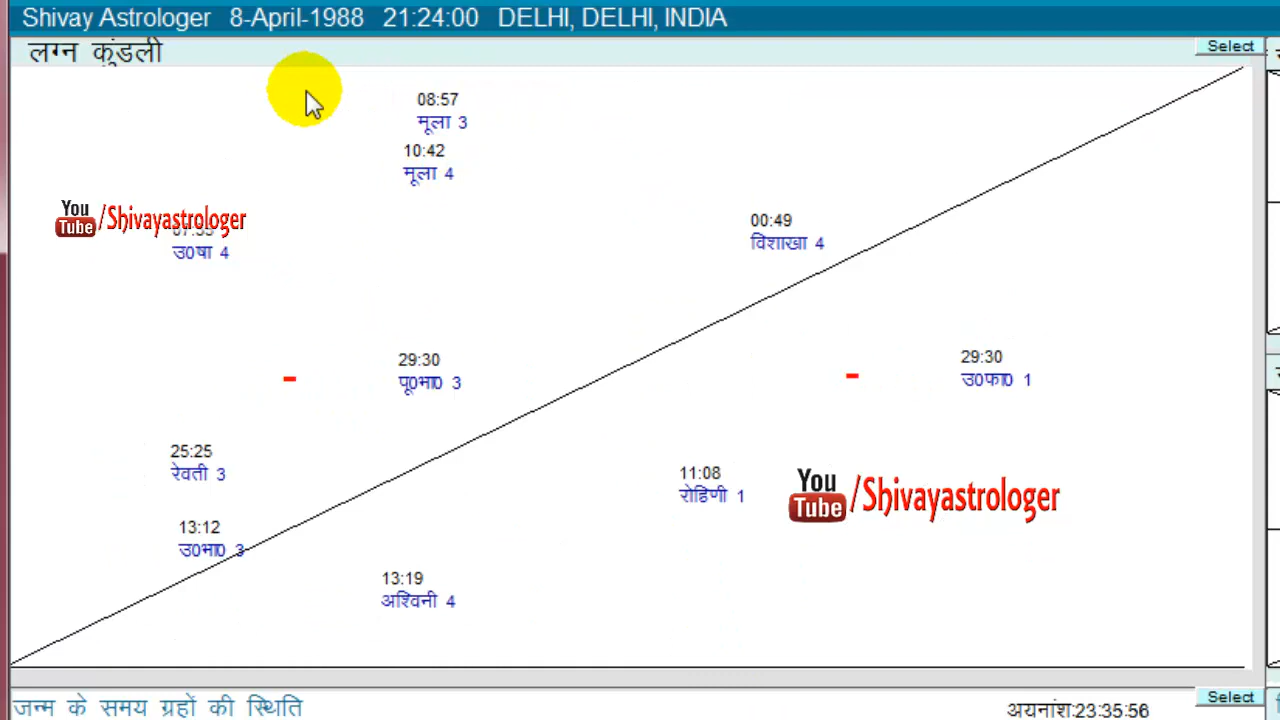 Shivay Astrologer 8-April-1988 21:24:00 DELHI, DELHI, INDIA
लग्न कुंडली
Select
08:57
मूला 3
10:42
मूला 4
You Tube /Shivayastrologer
उ0षा 4
00:49
विशाखा 4
29:30
पू0भा0 3
29:30
उ0फा0 1
25:25
रेवती 3
11:08
रोहिणी 1
You Tube /Shivayastrologer
13:12
उ0भा0 3
13:19
अश्विनी 4
Select
जन्म के समय ग्रहों की स्थिति
अयनांश:23:35:56